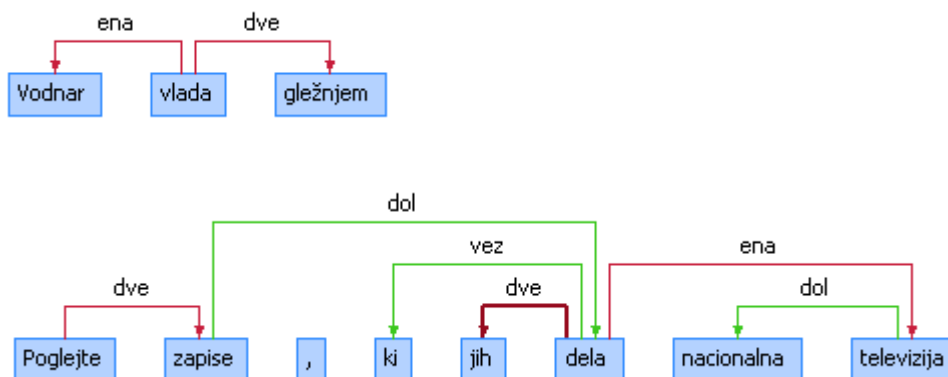 ena dve
Vodnar vlada gležnjem
dol
vez ena
dve dve dol
Poglejte zapise , ki jih dela nacionalna televizija